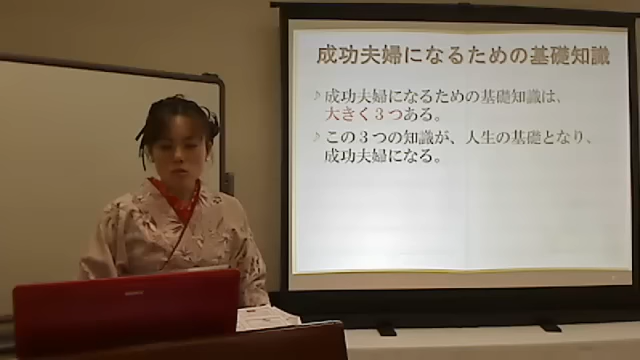 成功夫婦になるための基礎知識
成功夫婦になるための基礎知識は、
大きく３つある。
この３つの知識が、人生の基礎となり、
成功夫婦になる。